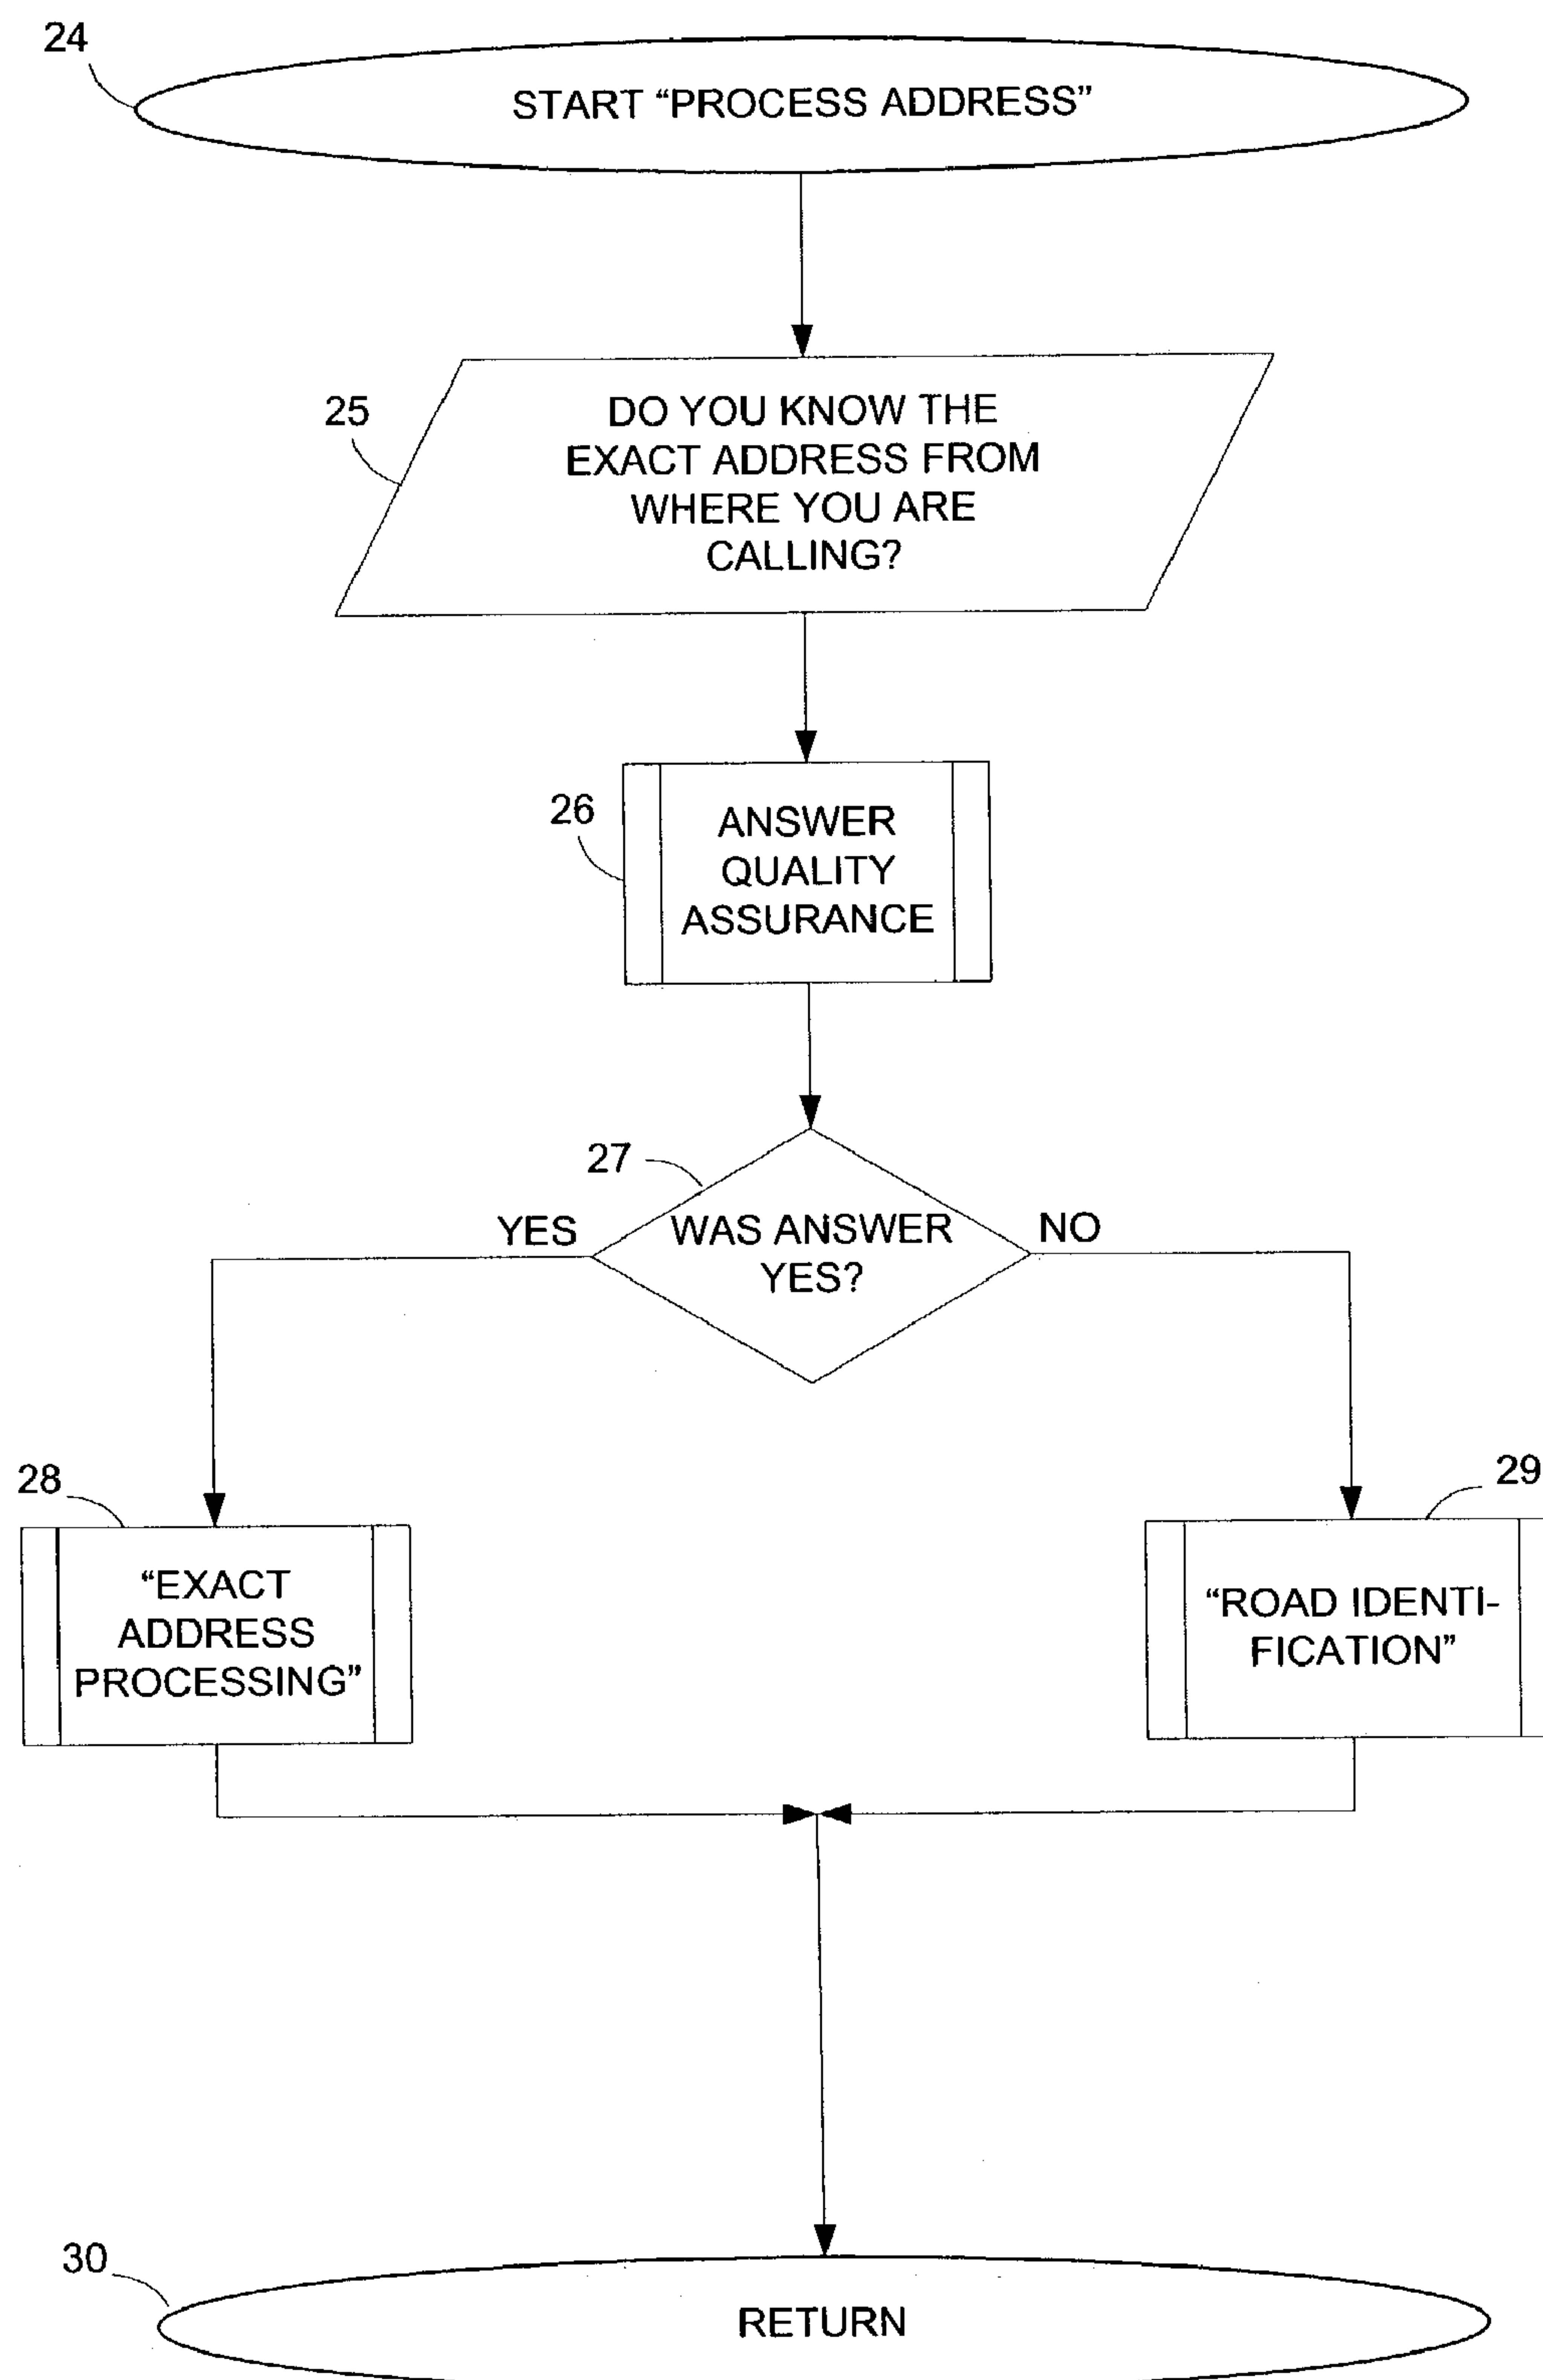 24
START “PROCESS ADDRESS”
25
DO YOU KNOW THE
EXACT ADDRESS FROM
WHERE YOU ARE
CALLING?
26
ANSWER
QUALITY
ASSURANCE
27
YES
WAS ANSWER
YES?
NO
28
“EXACT
ADDRESS
PROCESSING”
29
“ROAD IDENTI-
FICATION”
30
RETURN